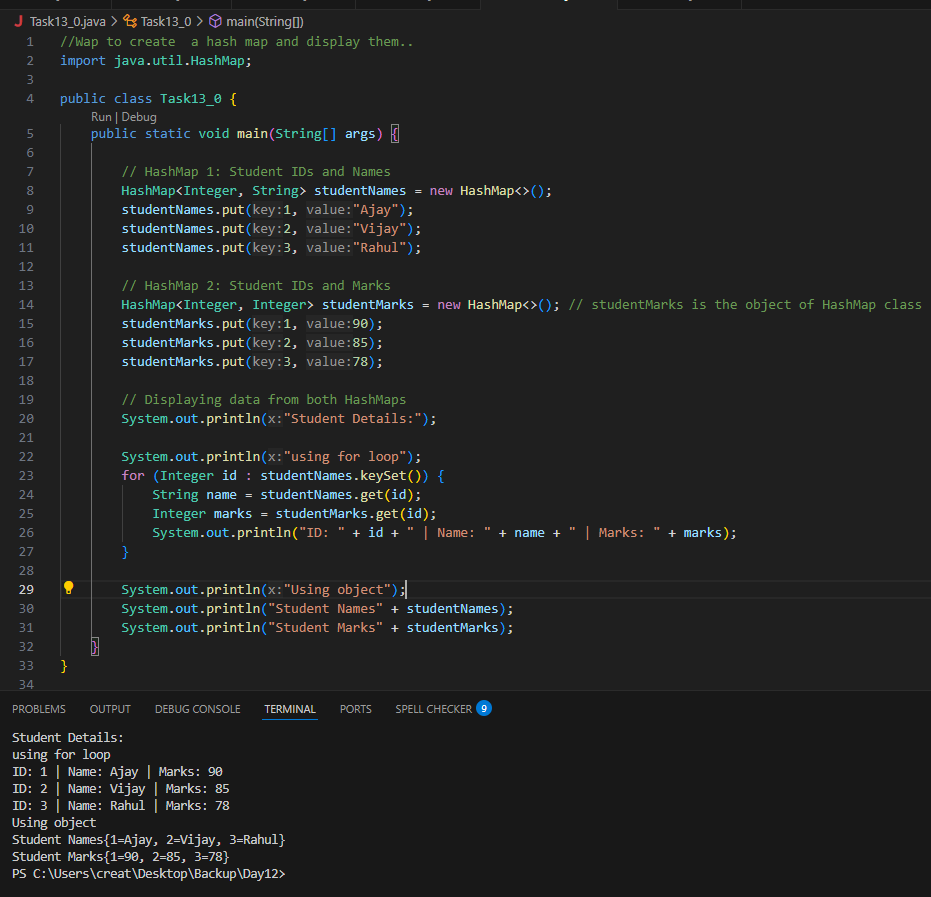 Task13_0.java > Task13_0 > main(String[])
1 //Wap to create  a hash map and display them..
2 import java.util.HashMap;
3
4 public class Task13_0 {
Run | Debug
5     public static void main(String[] args) {
6
7         // HashMap 1: Student IDs and Names
8         HashMap<Integer, String> studentNames = new HashMap<>();
9         studentNames.put(key:1, value:"Ajay");
10         studentNames.put(key:2, value:"Vijay");
11         studentNames.put(key:3, value:"Rahul");
12
13         // HashMap 2: Student IDs and Marks
14         HashMap<Integer, Integer> studentMarks = new HashMap<>(); // studentMarks is the object of HashMap class
15         studentMarks.put(key:1, value:90);
16         studentMarks.put(key:2, value:85);
17         studentMarks.put(key:3, value:78);
18
19         // Displaying data from both HashMaps
20         System.out.println(x:"Student Details:");
21
22         System.out.println(x:"using for loop");
23         for (Integer id : studentNames.keySet()) {
24             String name = studentNames.get(id);
25             Integer marks = studentMarks.get(id);
26             System.out.println("ID: " + id + " | Name: " + name + " | Marks: " + marks);
27         }
28
29         System.out.println(x:"Using object");
30         System.out.println("Student Names" + studentNames);
31         System.out.println("Student Marks" + studentMarks);
32     }
33 }
34
PROBLEMS OUTPUT DEBUG CONSOLE TERMINAL PORTS SPELL CHECKER 9
Student Details:
using for loop
ID: 1 | Name: Ajay | Marks: 90
ID: 2 | Name: Vijay | Marks: 85
ID: 3 | Name: Rahul | Marks: 78
Using object
Student Names{1=Ajay, 2=Vijay, 3=Rahul}
Student Marks{1=90, 2=85, 3=78}
PS C:\Users\creat\Desktop\Backup\Day12>